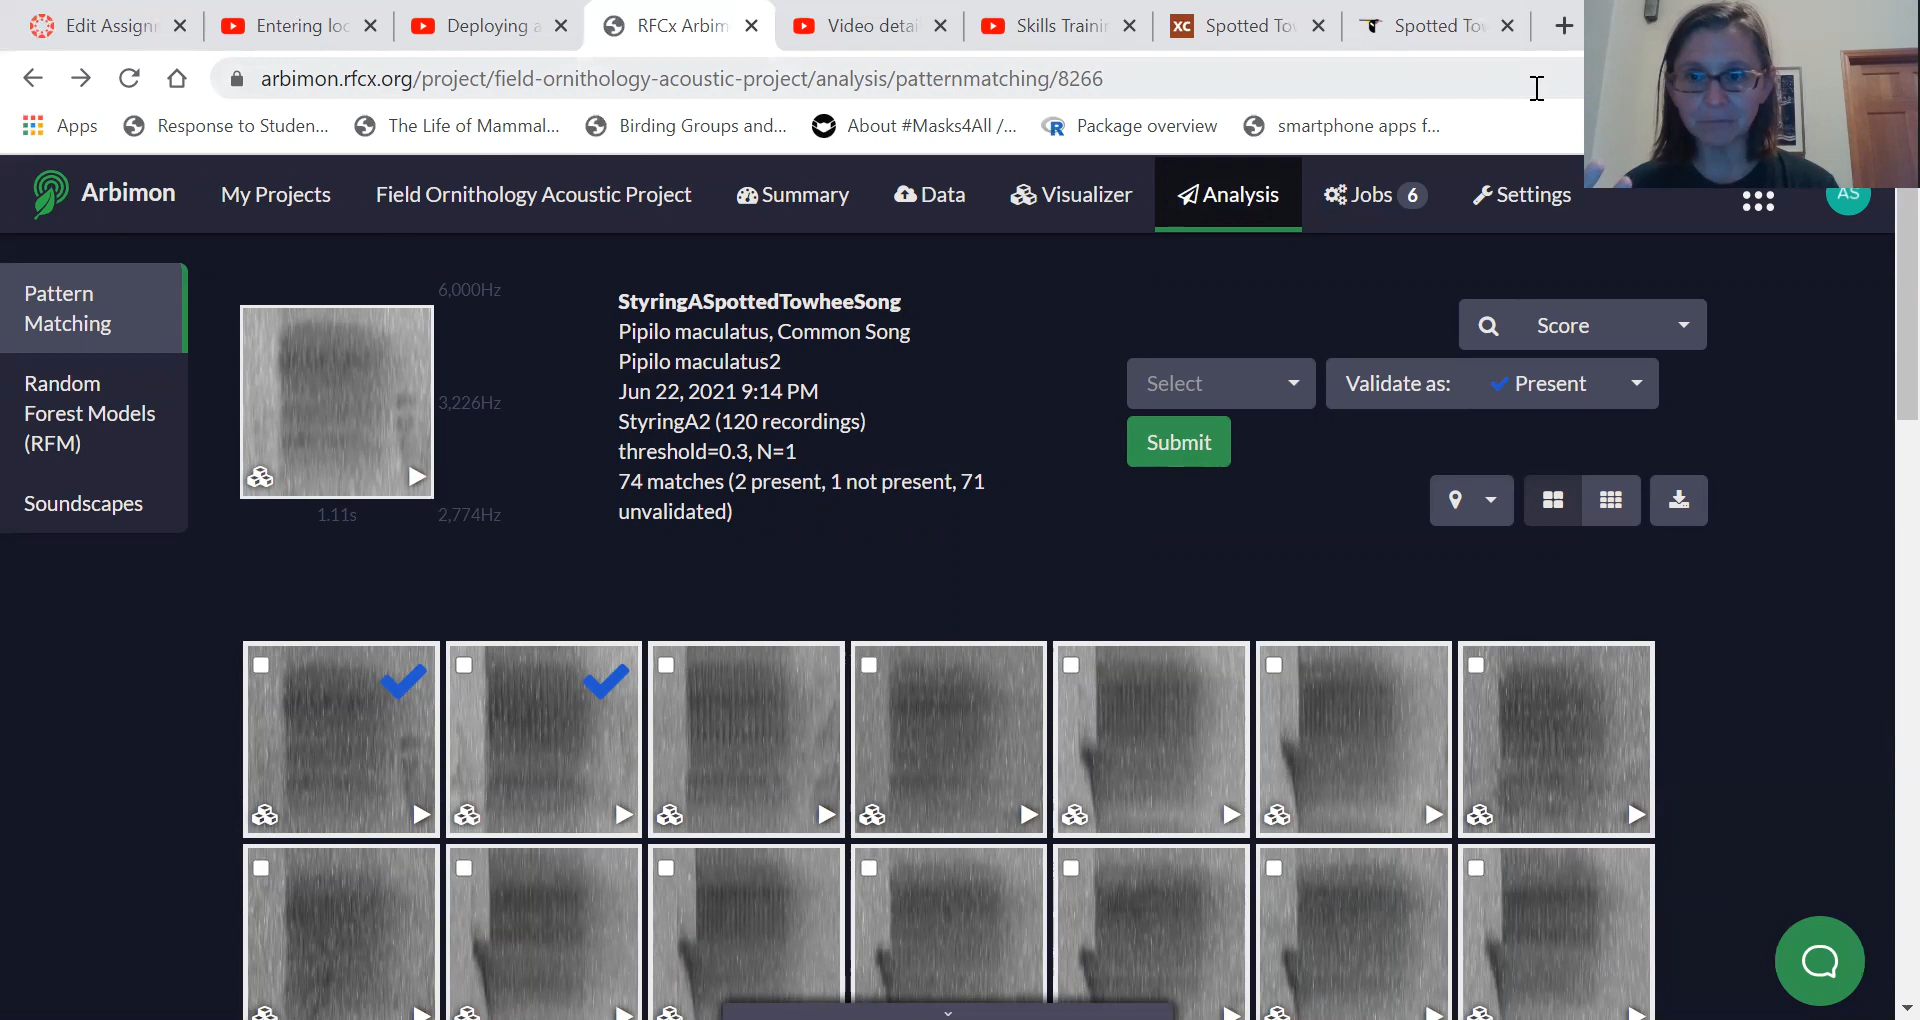 Edit Assignm
Entering loc
Deploying a
RFCx Arbim
Video detai
Skills Trainin
XC Spotted To
Spotted Tow
arbimon.rfcx.org/project/field-ornithology-acoustic-project/analysis/patternmatching/8266
Apps
Response to Studen...
The Life of Mammal...
Birding Groups and...
About #Masks4All /...
Package overview
smartphone apps f...
Arbimon
My Projects
Field Ornithology Acoustic Project
Summary
Data
Visualizer
Analysis
Jobs 6
Settings
AS
Pattern
Matching
Random
Forest Models
(RFM)
Soundscapes
6,000Hz
3,226Hz
1.11s
2,774Hz
StyringASpottedTowheeSong
Pipilo maculatus, Common Song
Pipilo maculatus2
Jun 22, 2021 9:14 PM
StyringA2 (120 recordings)
threshold=0.3, N=1
74 matches (2 present, 1 not present, 71
unvalidated)
Score
Select
Validate as: Present
Submit